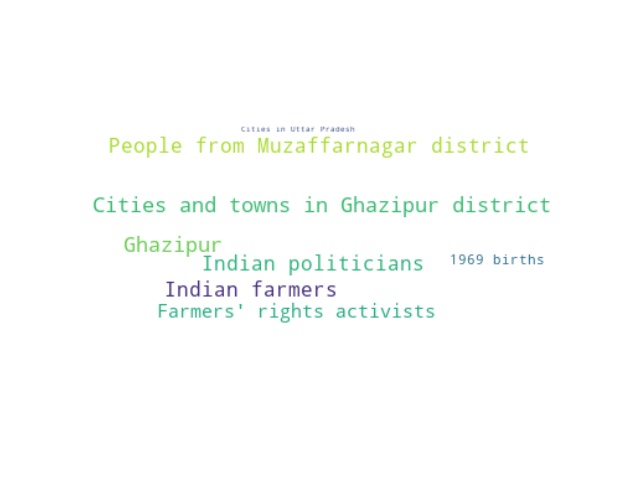 Cities in Uttar Pradesh
People from Muzaffarnagar district
Cities and towns in Ghazipur district
Ghazipur
Indian politicians
1969 births
Indian farmers
Farmers' rights activists